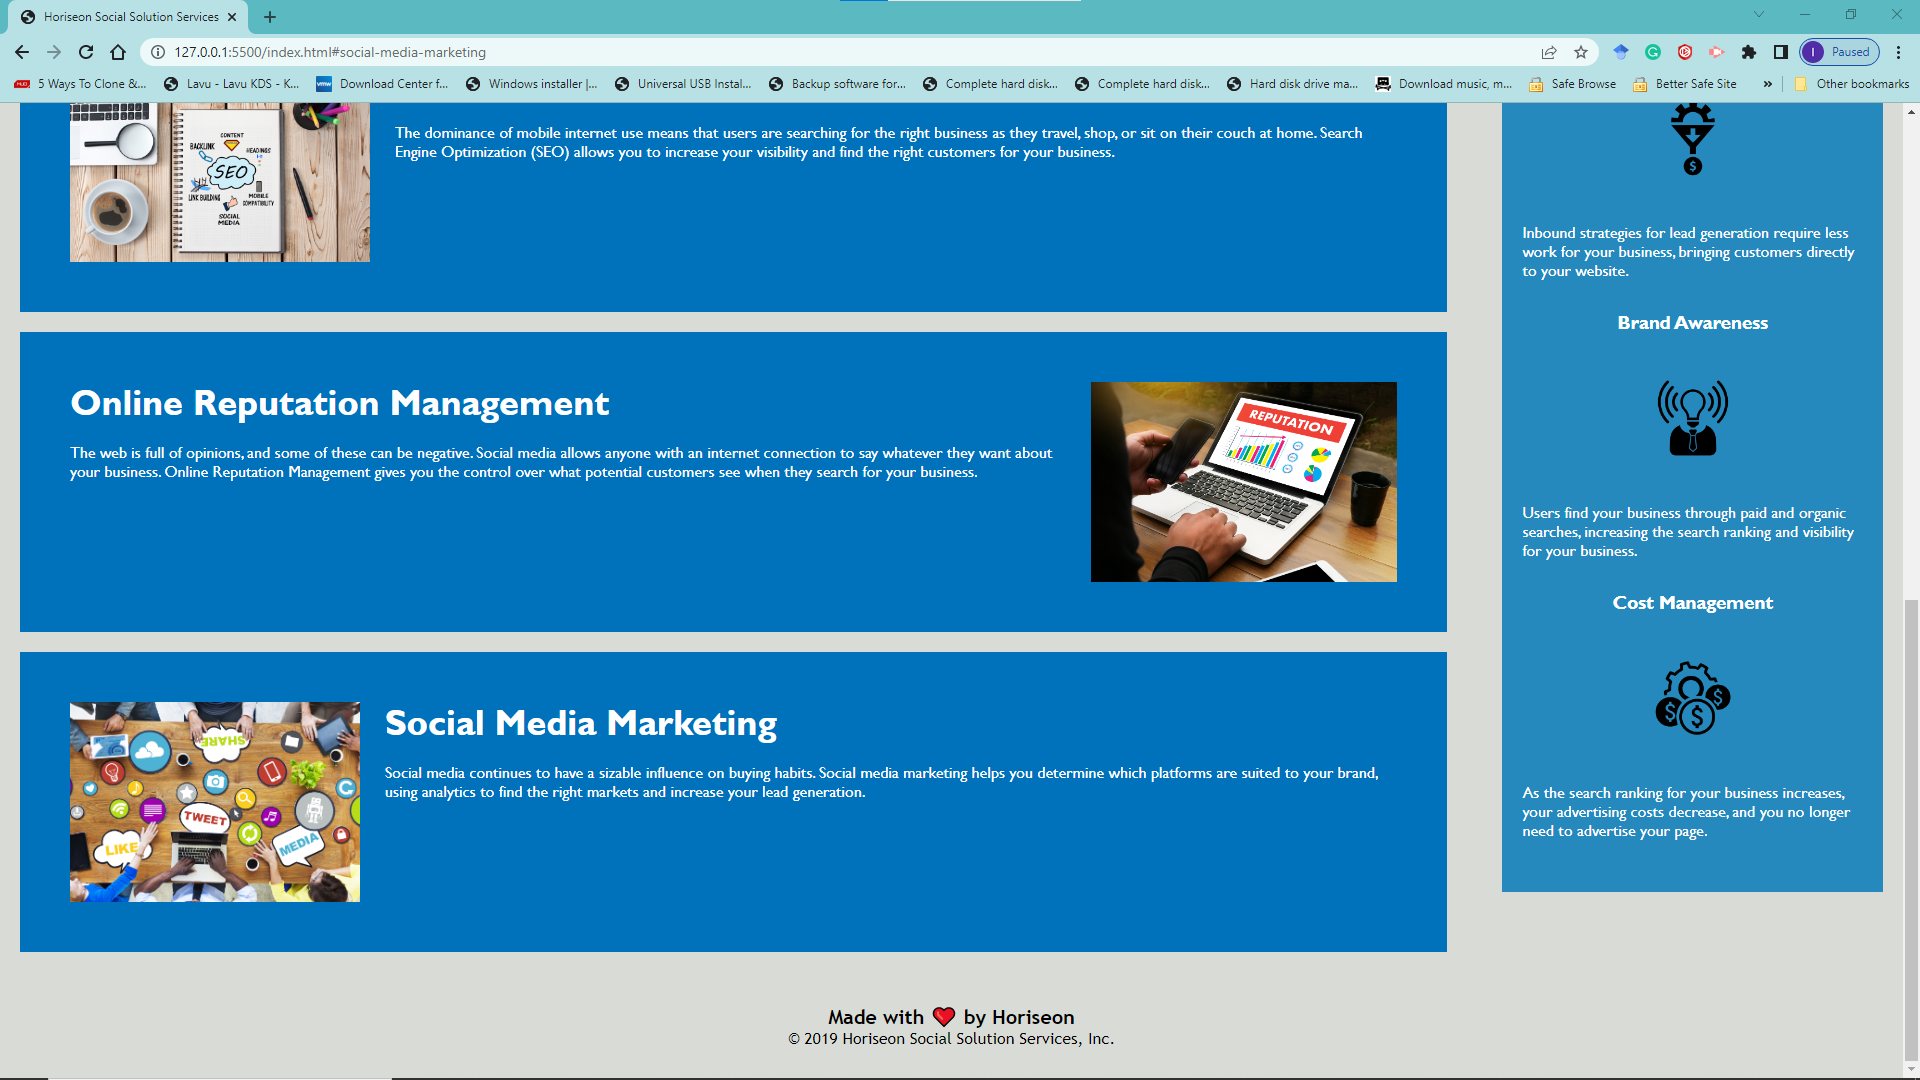 Horiseon Social Solution Services
127.0.0.1:5500/index.html#social-media-marketing
I Paused
5 Ways To Clone &... Lavu - Lavu KDS - K... Download Center f... Windows installer |... Universal USB Instal... Backup software for... Complete hard disk... Complete hard disk... Hard disk drive ma... Download music, m... Safe Browse Better Safe Site » Other bookmarks
CONTENT
BACKLINK
HEADINGS
SEO
LINK BUILDING
MOBILE COMPATIBILITY
SOCIAL MEDIA
The dominance of mobile internet use means that users are searching for the right business as they travel, shop, or sit on their couch at home. Search
Engine Optimization (SEO) allows you to increase your visibility and find the right customers for your business.
Online Reputation Management
The web is full of opinions, and some of these can be negative. Social media allows anyone with an internet connection to say whatever they want about
your business. Online Reputation Management gives you the control over what potential customers see when they search for your business.
REPUTATION
SHARE
TWEET
LIKE
MEDIA
Social Media Marketing
Social media continues to have a sizable influence on buying habits. Social media marketing helps you determine which platforms are suited to your brand,
using analytics to find the right markets and increase your lead generation.
$
Inbound strategies for lead generation require less
work for your business, bringing customers directly
to your website.
Brand Awareness
Users find your business through paid and organic
searches, increasing the search ranking and visibility
for your business.
Cost Management
$ $ $
As the search ranking for your business increases,
your advertising costs decrease, and you no longer
need to advertise your page.
Made with ❤️ by Horiseon
© 2019 Horiseon Social Solution Services, Inc.